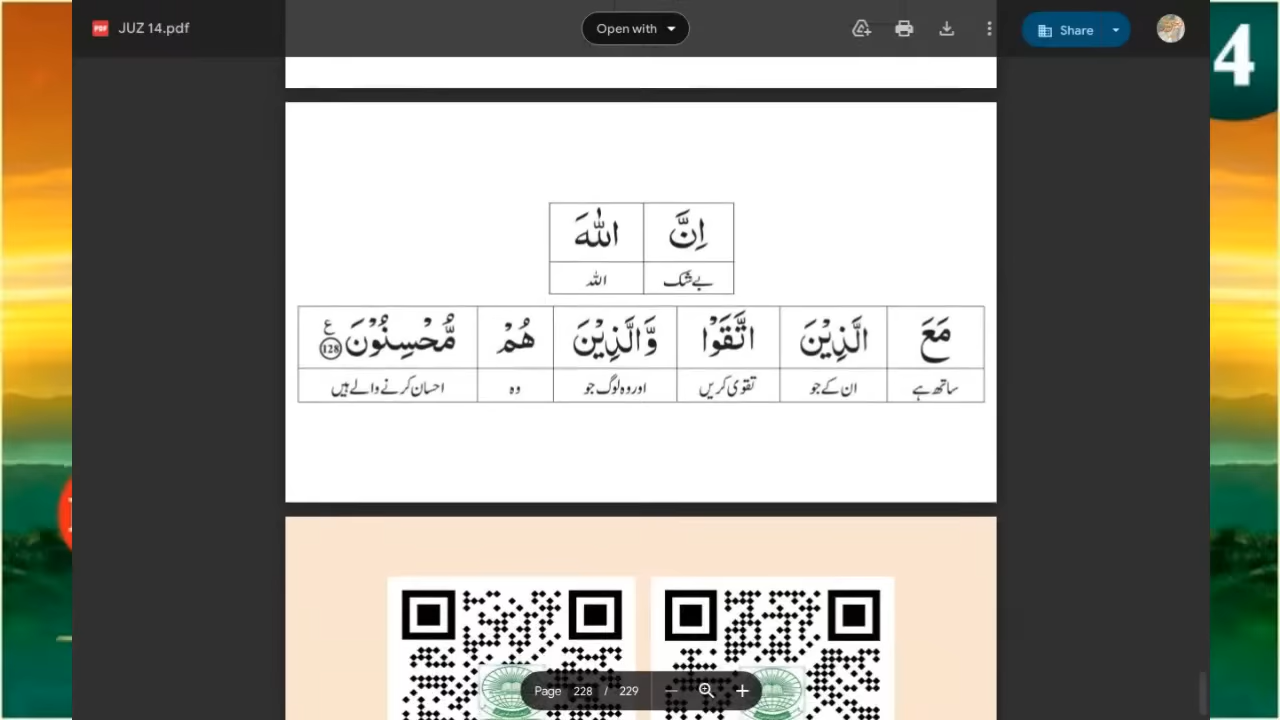 JUZ 14.pdf
Open with
Share
4
اِنَّ اللّٰهَ
بے شک اللہ
مَعَ الَّذِيْنَ اتَّقَوْا وَّالَّذِيْنَ هُمْ مُّحْسِنُوْنَ ع 128
ساتھ ہے ان کے جو تقوی کریں اور وہ لوگ جو وہ احسان کرنے والے ہیں
Page 228 / 229